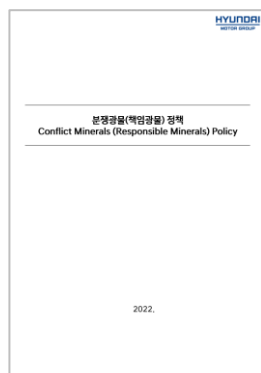 HYUNDAI
MOTOR GROUP
분쟁광물(책임광물) 정책
Conflict Minerals (Responsible Minerals) Policy
2022.